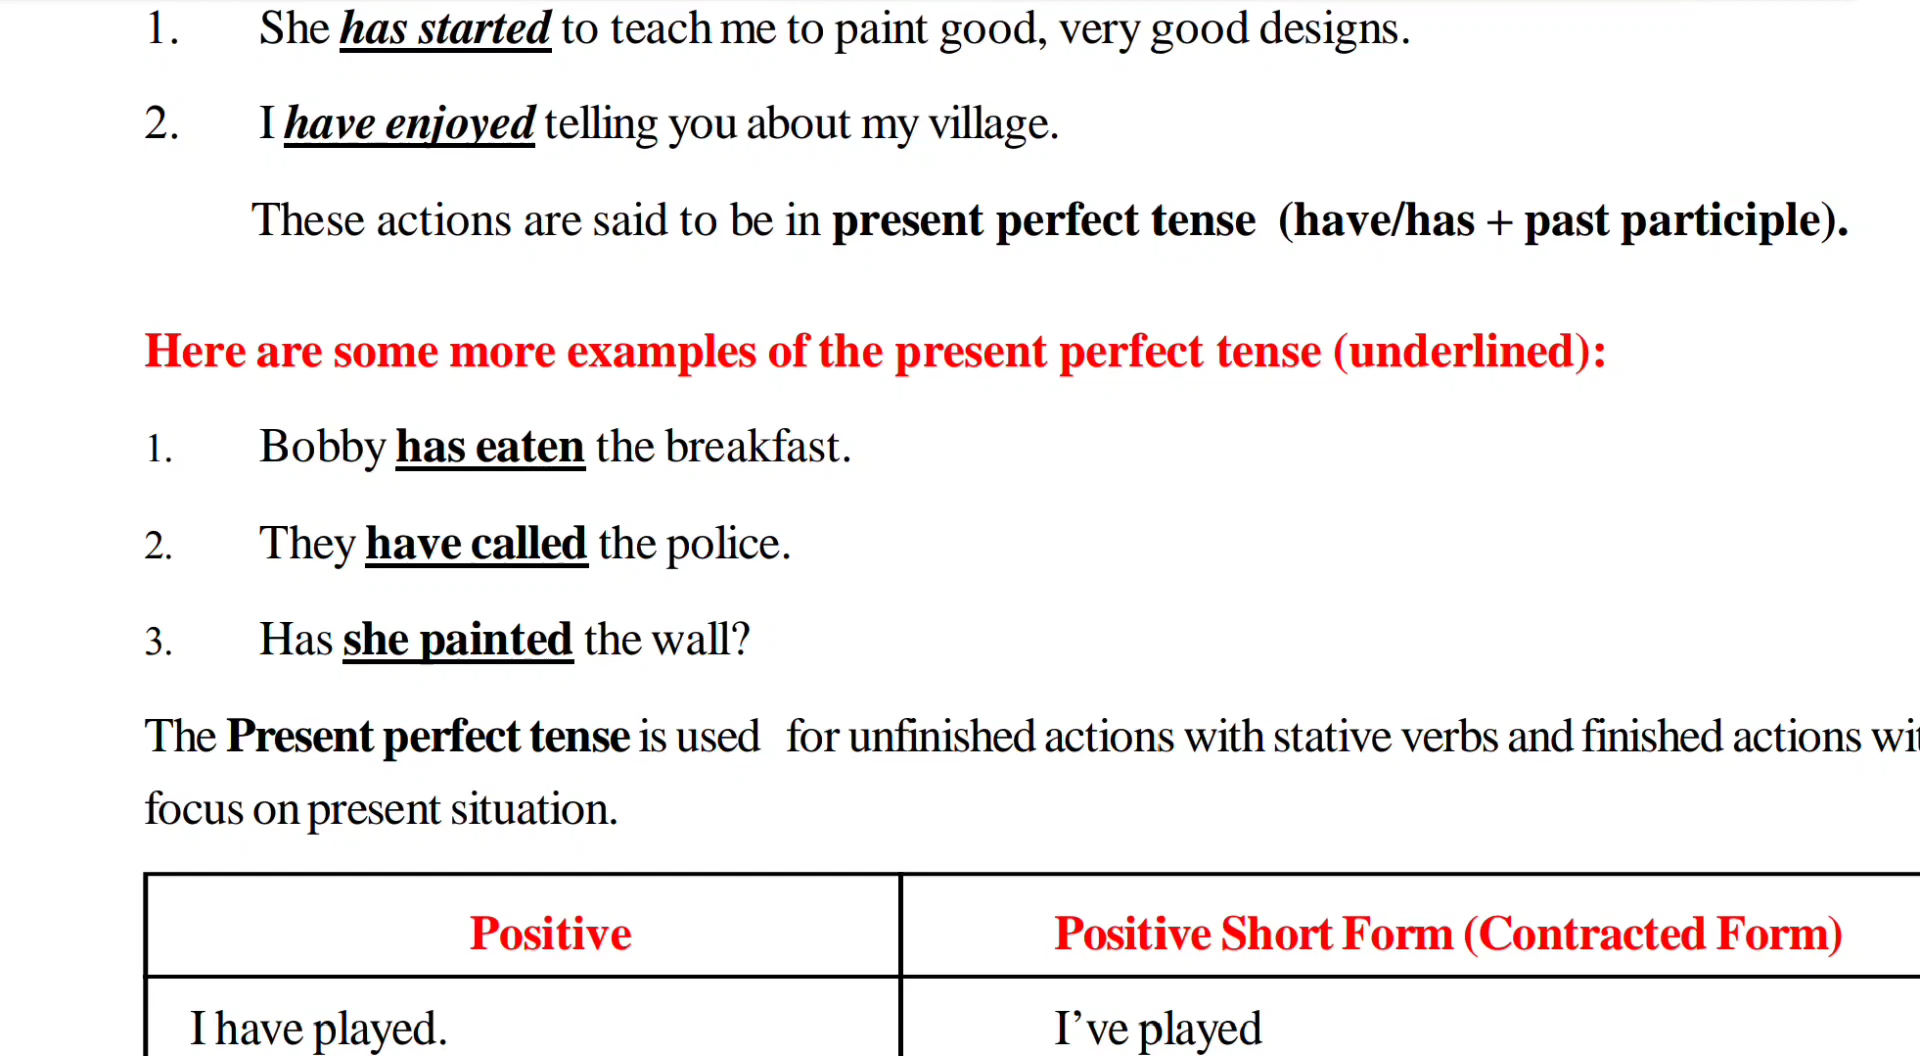 1. She has started to teach me to paint good, very good designs.
2. I have enjoyed telling you about my village.
These actions are said to be in present perfect tense (have/has + past participle).
Here are some more examples of the present perfect tense (underlined):
1. Bobby has eaten the breakfast.
2. They have called the police.
3. Has she painted the wall?
The Present perfect tense is used for unfinished actions with stative verbs and finished actions
focus on present situation.
Positive Positive Short Form (Contracted Form)
I have played. I’ve played